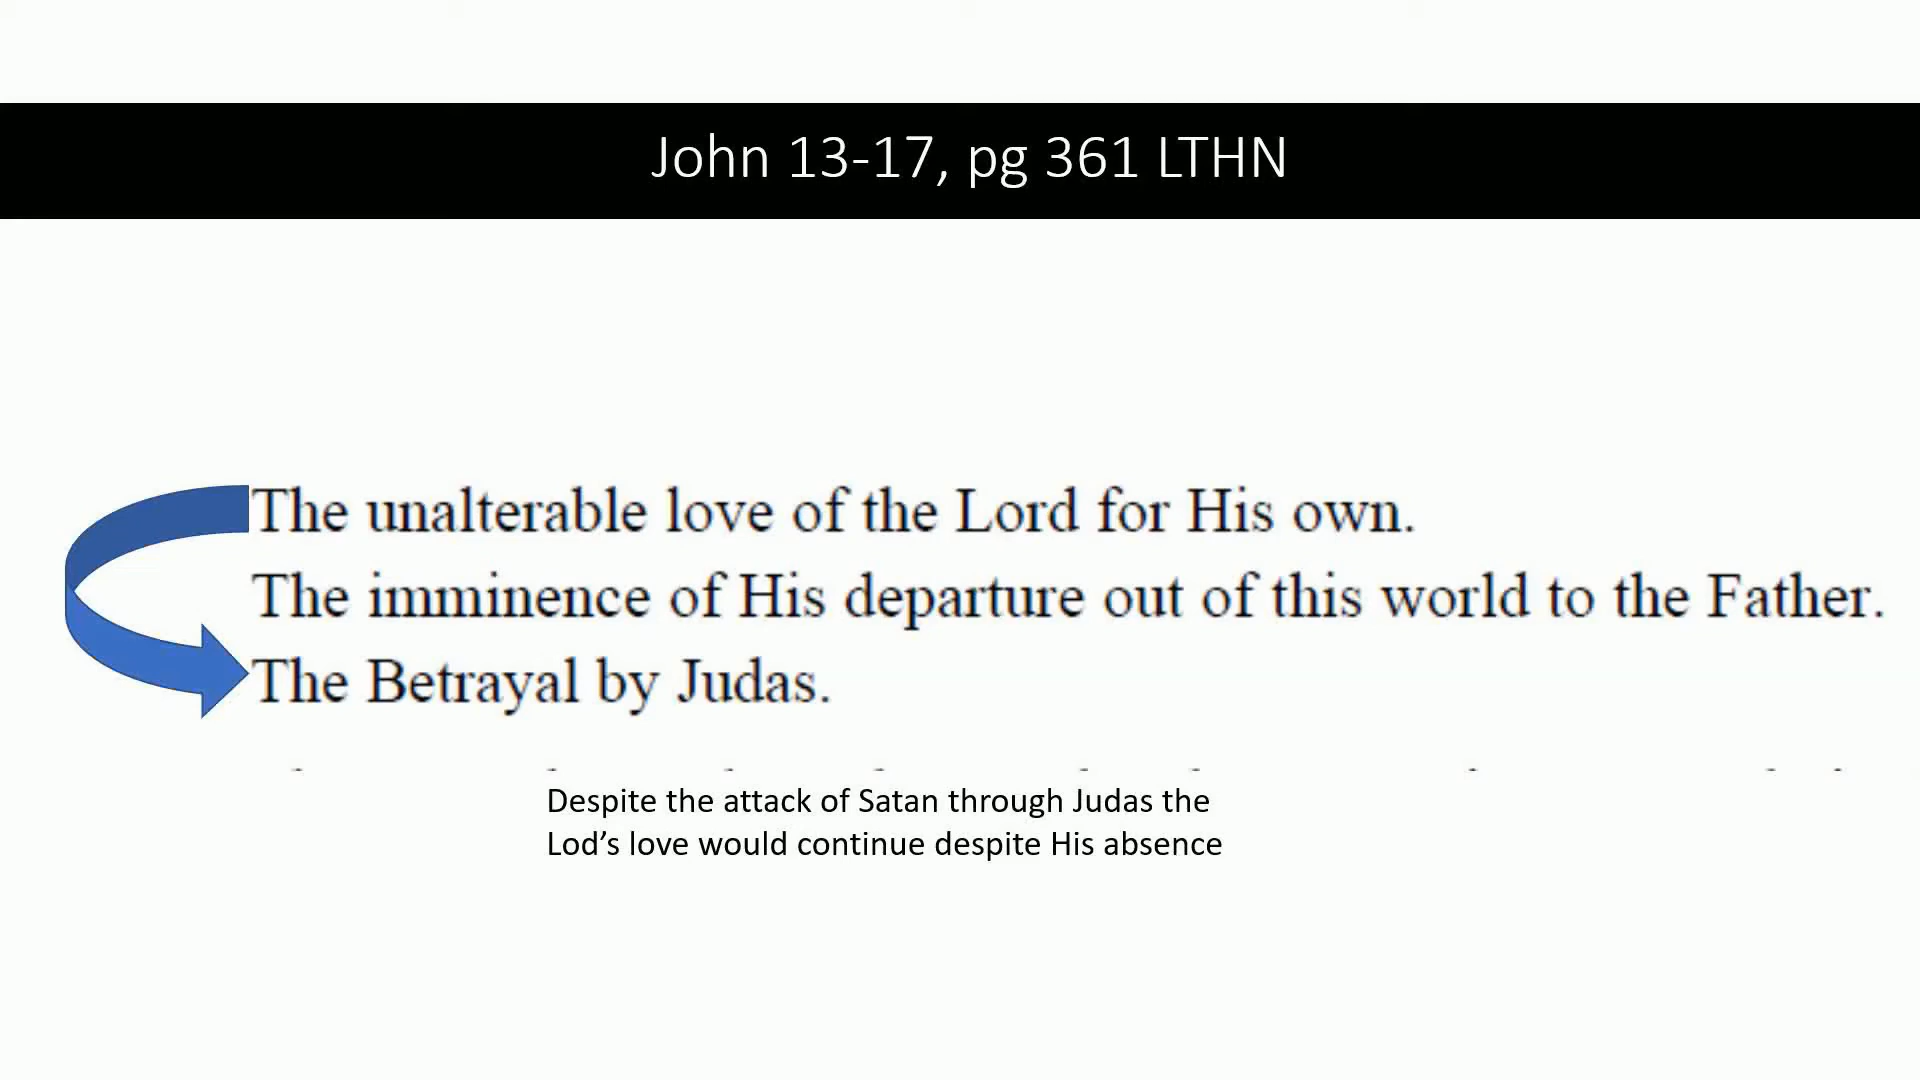 John 13-17, pg 361 LTHN
The unalterable love of the Lord for His own.
The imminence of His departure out of this world to the Father.
The Betrayal by Judas.
Despite the attack of Satan through Judas the
Lod’s love would continue despite His absence